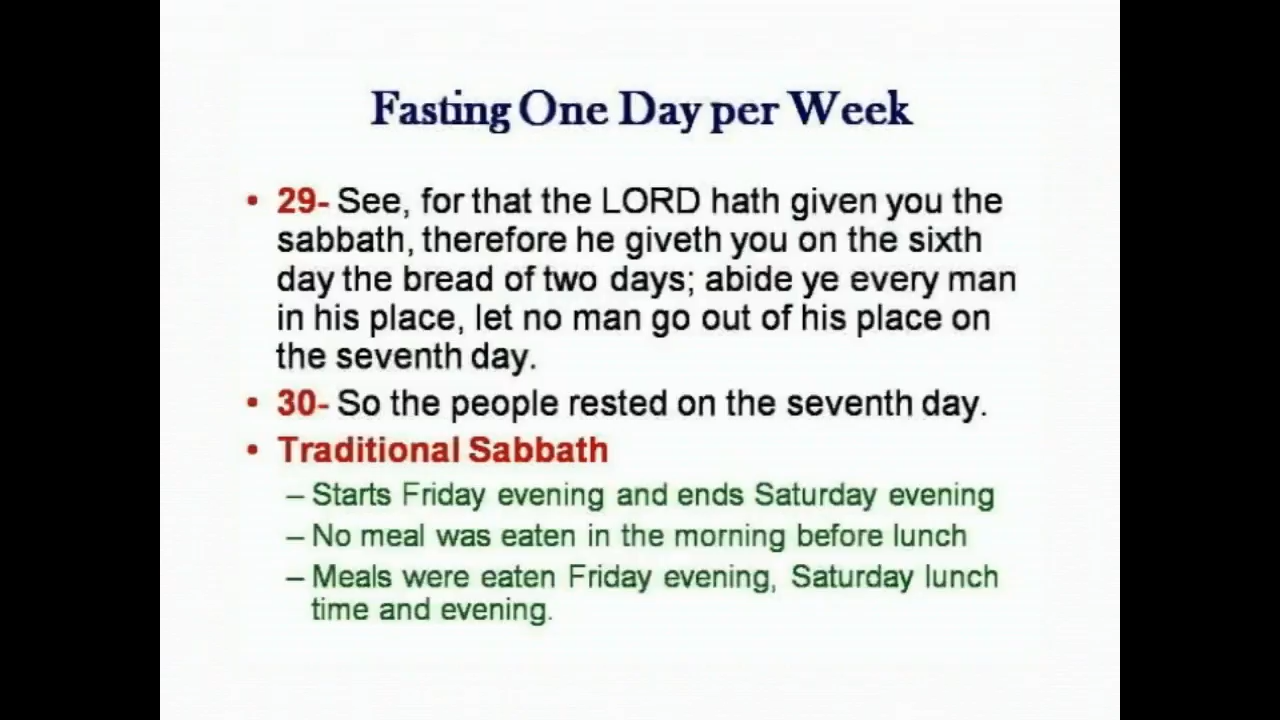 Fasting One Day per Week
• 29- See, for that the LORD hath given you the
sabbath, therefore he giveth you on the sixth
day the bread of two days; abide ye every man
in his place, let no man go out of his place on
the seventh day.
• 30- So the people rested on the seventh day.
• Traditional Sabbath
– Starts Friday evening and ends Saturday evening
– No meal was eaten in the morning before lunch
– Meals were eaten Friday evening, Saturday lunch
time and evening.